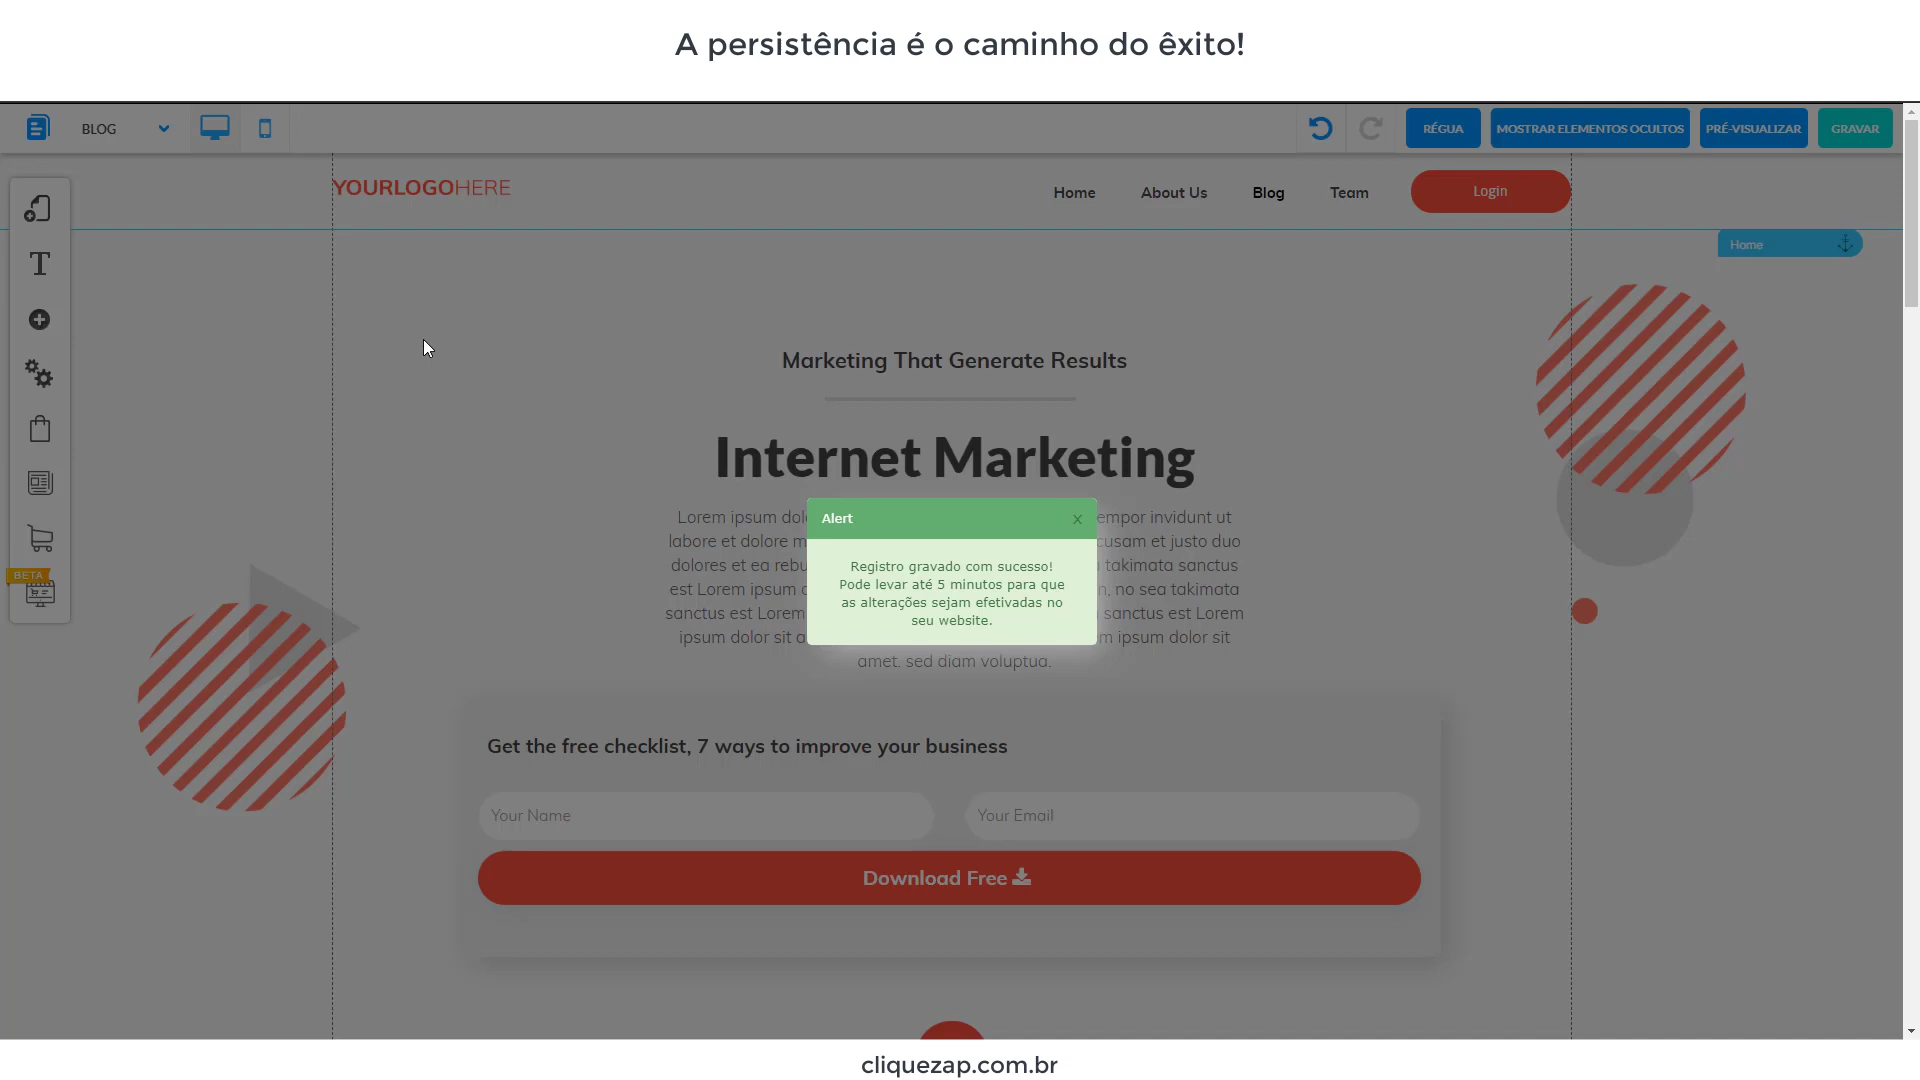 A persistência é o caminho do êxito!
BLOG
RÉGUA
MOSTRAR ELEMENTOS OCULTOS
PRÉ-VISUALIZAR
GRAVAR
YOURLOGOHERE
Home
About Us
Blog
Team
Login
Home
Marketing That Generate Results
Internet Marketing
Lorem ipsum empor invidunt ut
labore et dolore cusam et justo duo
dolores et ea takimata sanctus
est Lorem ipsum no sea takimata
sanctus est Lorem sanctus est Lorem
ipsum dolor sit ipsum dolor sit
amet. sed diam voluptua.
Alert
x
Registro gravado com sucesso!
Pode levar até 5 minutos para que
as alterações sejam efetivadas no
seu website.
BETA
Get the free checklist, 7 ways to improve your business
Your Name
Your Email
Download Free
cliquezap.com.br